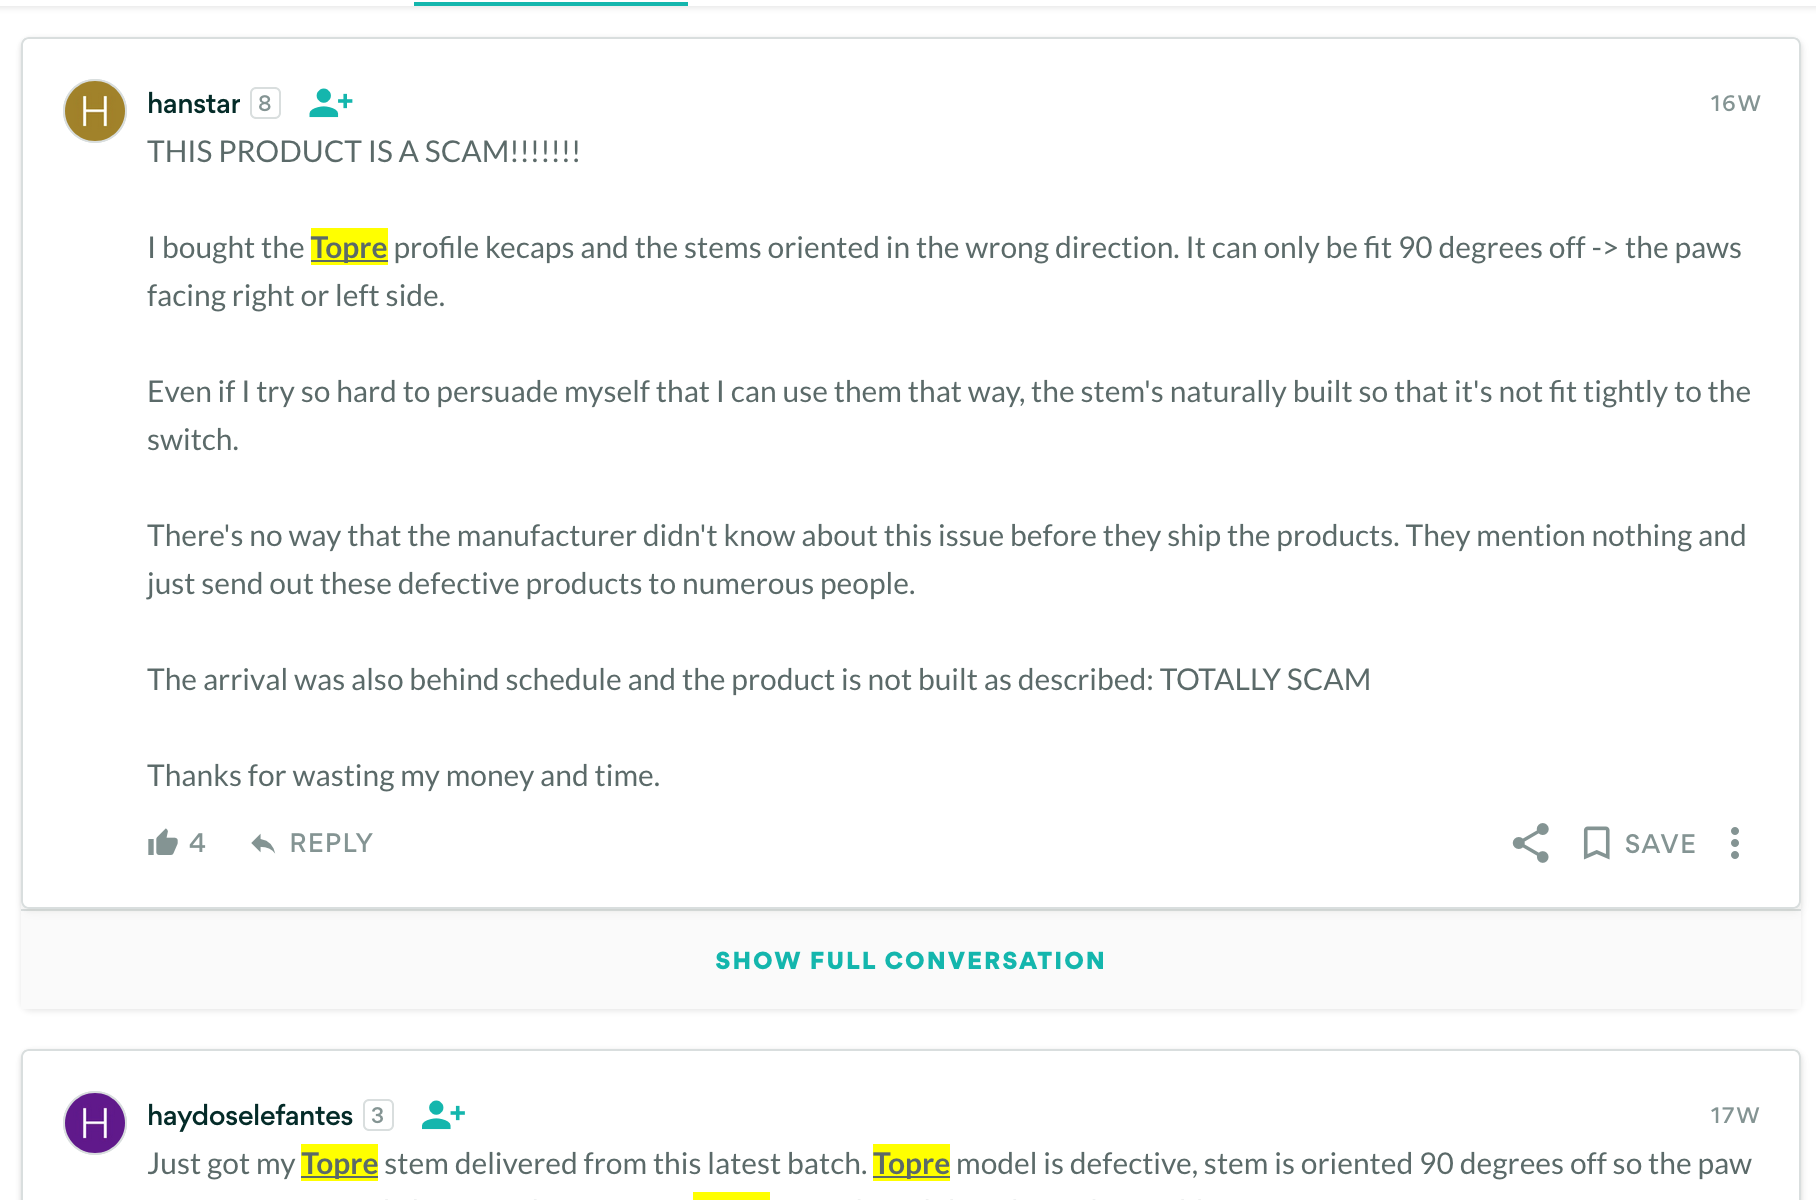 H
hanstar 8
16W
THIS PRODUCT IS A SCAM!!!!!!!
I bought the Topre profile kecaps and the stems oriented in the wrong direction. It can only be fit 90 degrees off -> the paws
facing right or left side.
Even if I try so hard to persuade myself that I can use them that way, the stem's naturally built so that it's not fit tightly to the
switch.
There's no way that the manufacturer didn't know about this issue before they ship the products. They mention nothing and
just send out these defective products to numerous people.
The arrival was also behind schedule and the product is not built as described: TOTALLY SCAM
Thanks for wasting my money and time.
4 REPLY
SAVE
SHOW FULL CONVERSATION
H
haydoselefantes 3
17W
Just got my Topre stem delivered from this latest batch. Topre model is defective, stem is oriented 90 degrees off so the paw